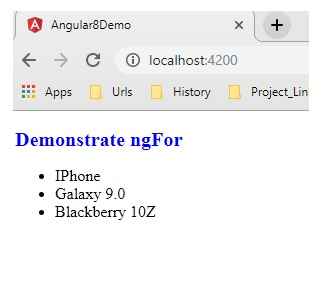 Angular8Demo
localhost:4200
Apps Urls History Project_Lin
Demonstrate ngFor
IPhone
Galaxy 9.0
Blackberry 10Z